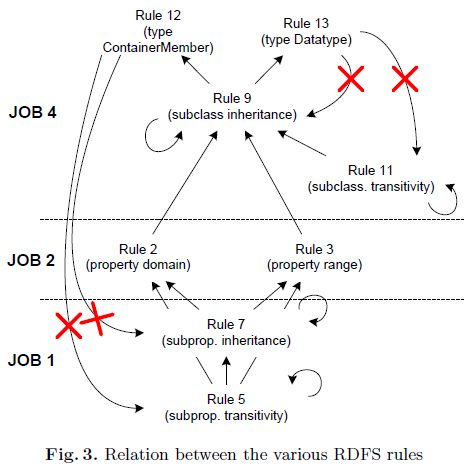 Rule 12
(type
ContainerMember)
Rule 13
(type Datatype)
JOB 4
Rule 9
(subclass inheritance)
Rule 11
(subclass. transitivity)
JOB 2
Rule 2
(property domain)
Rule 3
(property range)
Rule 7
(subprop. inheritance)
JOB 1
Rule 5
(subprop. transitivity)
Fig. 3. Relation between the various RDFS rules